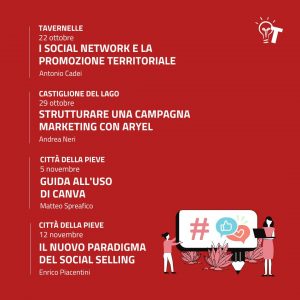 TAVERNELLE
22 ottobre
I SOCIAL NETWORK E LA
PROMOZIONE TERRITORIALE
Antonio Cadei
CASTIGLIONE DEL LAGO
29 ottobre
STRUTTURARE UNA CAMPAGNA
MARKETING CON ARYEL
Andrea Neri
CITTÀ DELLA PIEVE
5 novembre
GUIDA ALL'USO
DI CANVA
Matteo Spreafico
CITTÀ DELLA PIEVE
12 novembre
IL NUOVO PARADIGMA
DEL SOCIAL SELLING
Enrico Piacentini
T
#